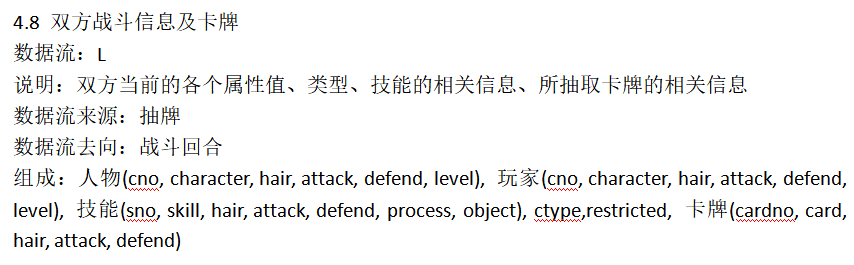 4.8 双方战斗信息及卡牌
数据流：L
说明：双方当前的各个属性值、类型、技能的相关信息、所抽取卡牌的相关信息
数据流来源：抽牌
数据流去向：战斗回合
组成：人物(cno, character, hair, attack, defend, level), 玩家(cno, character, hair, attack, defend,
level), 技能(sno, skill, hair, attack, defend, process, object), ctype,restricted, 卡牌(cardno, card,
hair, attack, defend)